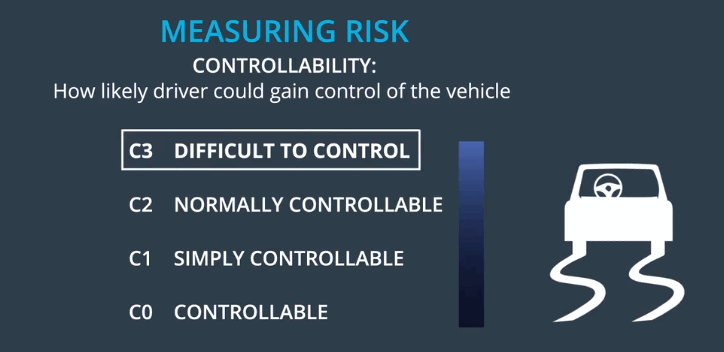 MEASURING RISK
CONTROLLABILITY:
How likely driver could gain control of the vehicle
C3 DIFFICULT TO CONTROL
C2 NORMALLY CONTROLLABLE
C1 SIMPLY CONTROLLABLE
C0 CONTROLLABLE